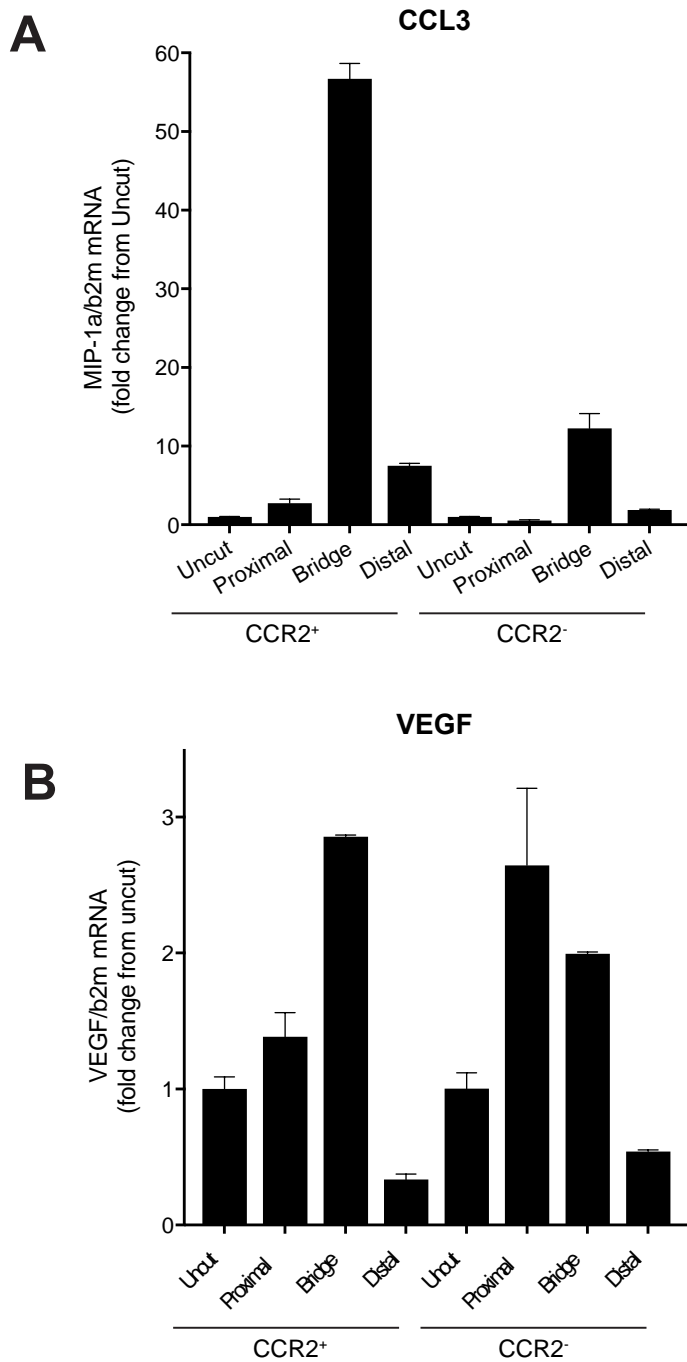 A
CCL3
MIP-1a/b2m mRNA
(fold change from Uncut)
60
50
40
30
20
10
0
Uncut
Proximal
Bridge
Distal
Uncut
Proximal
Bridge
Distal
CCR2⁺
CCR2⁻
B
VEGF
VEGF/b2m mRNA
(fold change from uncut)
3
2
1
0
Uncut
Proximal
Bridge
Distal
Uncut
Proximal
Bridge
Distal
CCR2⁺
CCR2⁻